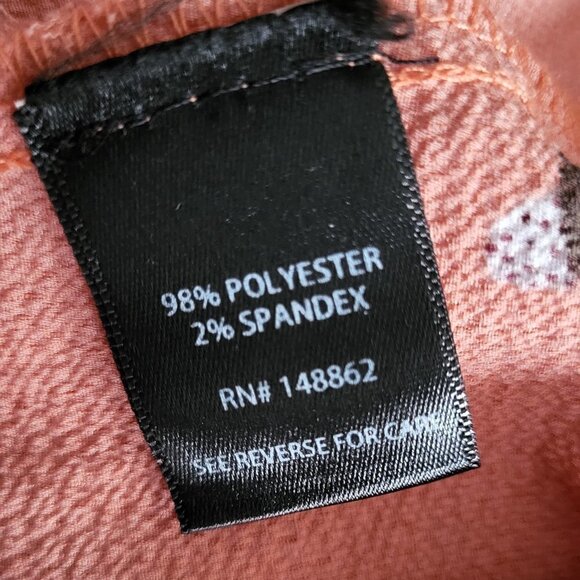 98% POLYESTER
2% SPANDEX
RN# 148862
SEE REVERSE FOR CARE